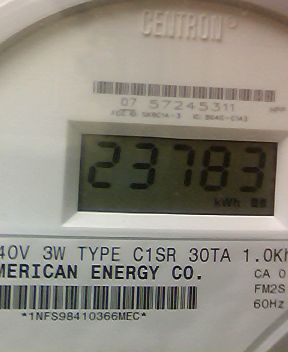 CENTRON
07 57245311
23783
kWh
40V 3W TYPE C1SR 30TA 1.0Kh
MERICAN ENERGY CO.
CA 0
FM2S
60Hz
*1NFS98410366MEC*